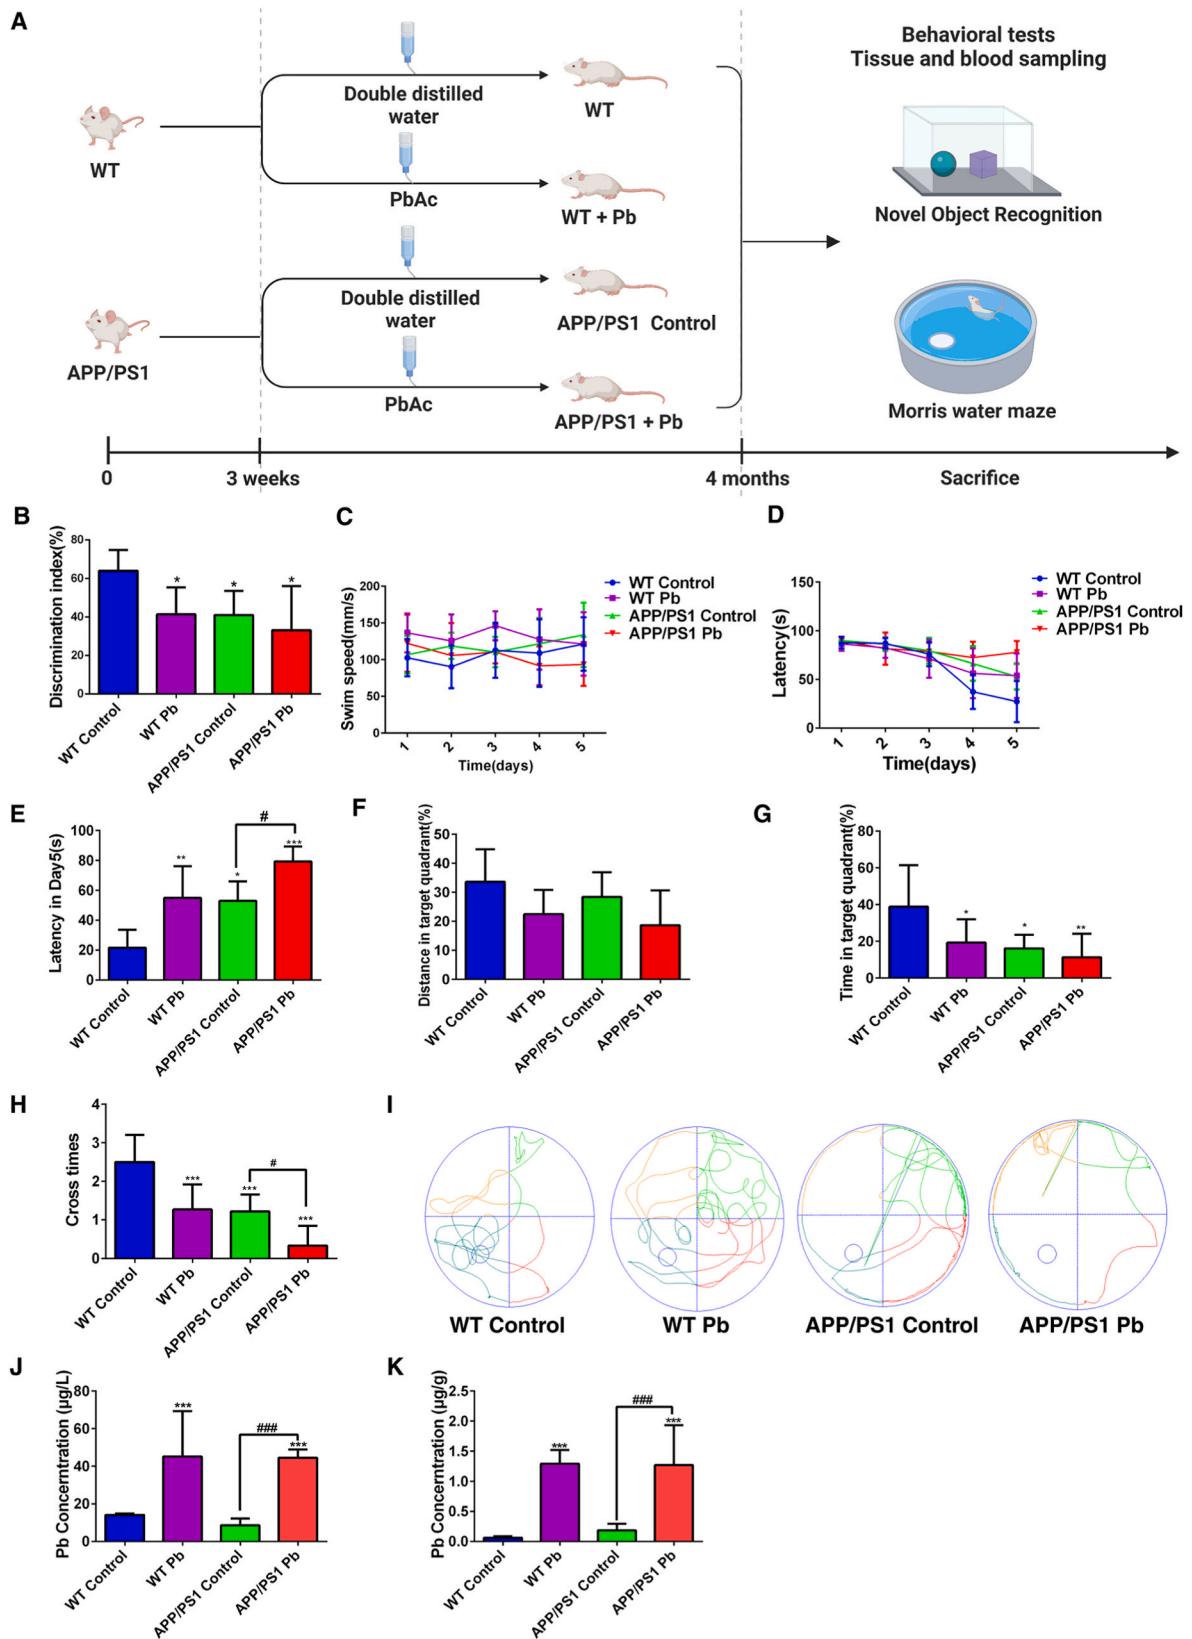 A
Behavioral tests
Tissue and blood sampling
Double distilled
water
WT
WT
PbAc
WT + Pb
Novel Object Recognition
Double distilled
water
APP/PS1 Control
APP/PS1
PbAc
APP/PS1 + Pb
Morris water maze
0
3 weeks
4 months
Sacrifice
B
Discrimination index(%)
80
60
40
20
0
*
*
*
WT Control
WT Pb
APP/PS1 Control
APP/PS1 Pb
C
Swim speed(mm/s)
200
150
100
50
0
1
2
3
4
5
Time(days)
WT Control
WT Pb
APP/PS1 Control
APP/PS1 Pb
D
Latency(s)
150
100
50
0
1
2
3
4
5
Time(days)
WT Control
WT Pb
APP/PS1 Control
APP/PS1 Pb
E
Latency in Day5(s)
100
80
60
40
20
0
**
*
#
***
WT Control
WT Pb
APP/PS1 Control
APP/PS1 Pb
F
Distance in target quadrant(%)
50
40
30
20
10
0
WT Control
WT Pb
APP/PS1 Control
APP/PS1 Pb
G
Time in target quadrant(%)
80
60
40
20
0
*
*
**
WT Control
WT Pb
APP/PS1 Control
APP/PS1 Pb
H
Cross times
4
3
2
1
0
***
***
#
***
WT Control
WT Pb
APP/PS1 Control
APP/PS1 Pb
I
WT Control
WT Pb
APP/PS1 Control
APP/PS1 Pb
J
Pb Concerntration (μg/L)
80
60
40
20
0
***
###
***
WT Control
WT Pb
APP/PS1 Control
APP/PS1 Pb
K
Pb Concerntration (μg/g)
2.5
2.0
1.5
1.0
0.5
0.0
***
###
***
WT Control
WT Pb
APP/PS1 Control
APP/PS1 Pb